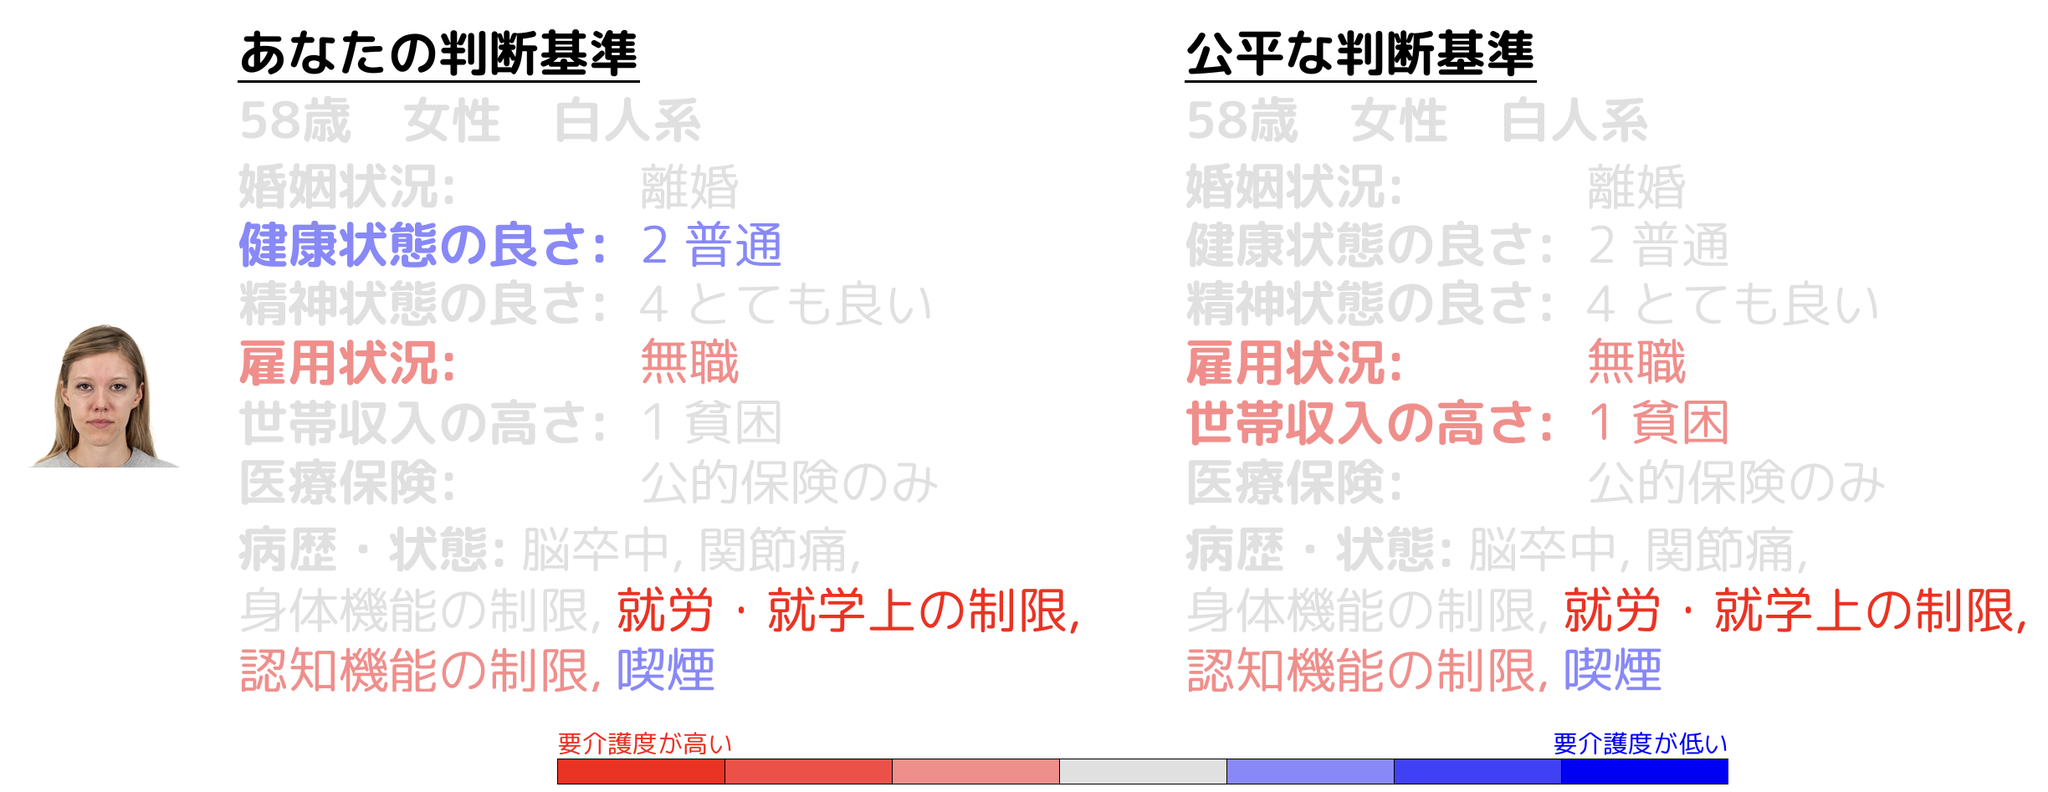 あなたの判断基準
58歳 女性 白人系
婚姻状況: 離婚
健康状態の良さ: 2 普通
精神状態の良さ: 4 とても良い
雇用状況: 無職
世帯収入の高さ: 1 貧困
医療保険: 公的保険のみ
病歴・状態: 脳卒中, 関節痛,
身体機能の制限, 就労・就学上の制限,
認知機能の制限, 喫煙
公平な判断基準
58歳 女性 白人系
婚姻状況: 離婚
健康状態の良さ: 2 普通
精神状態の良さ: 4 とても良い
雇用状況: 無職
世帯収入の高さ: 1 貧困
医療保険: 公的保険のみ
病歴・状態: 脳卒中, 関節痛,
身体機能の制限, 就労・就学上の制限,
認知機能の制限, 喫煙
要介護度が高い
要介護度が低い